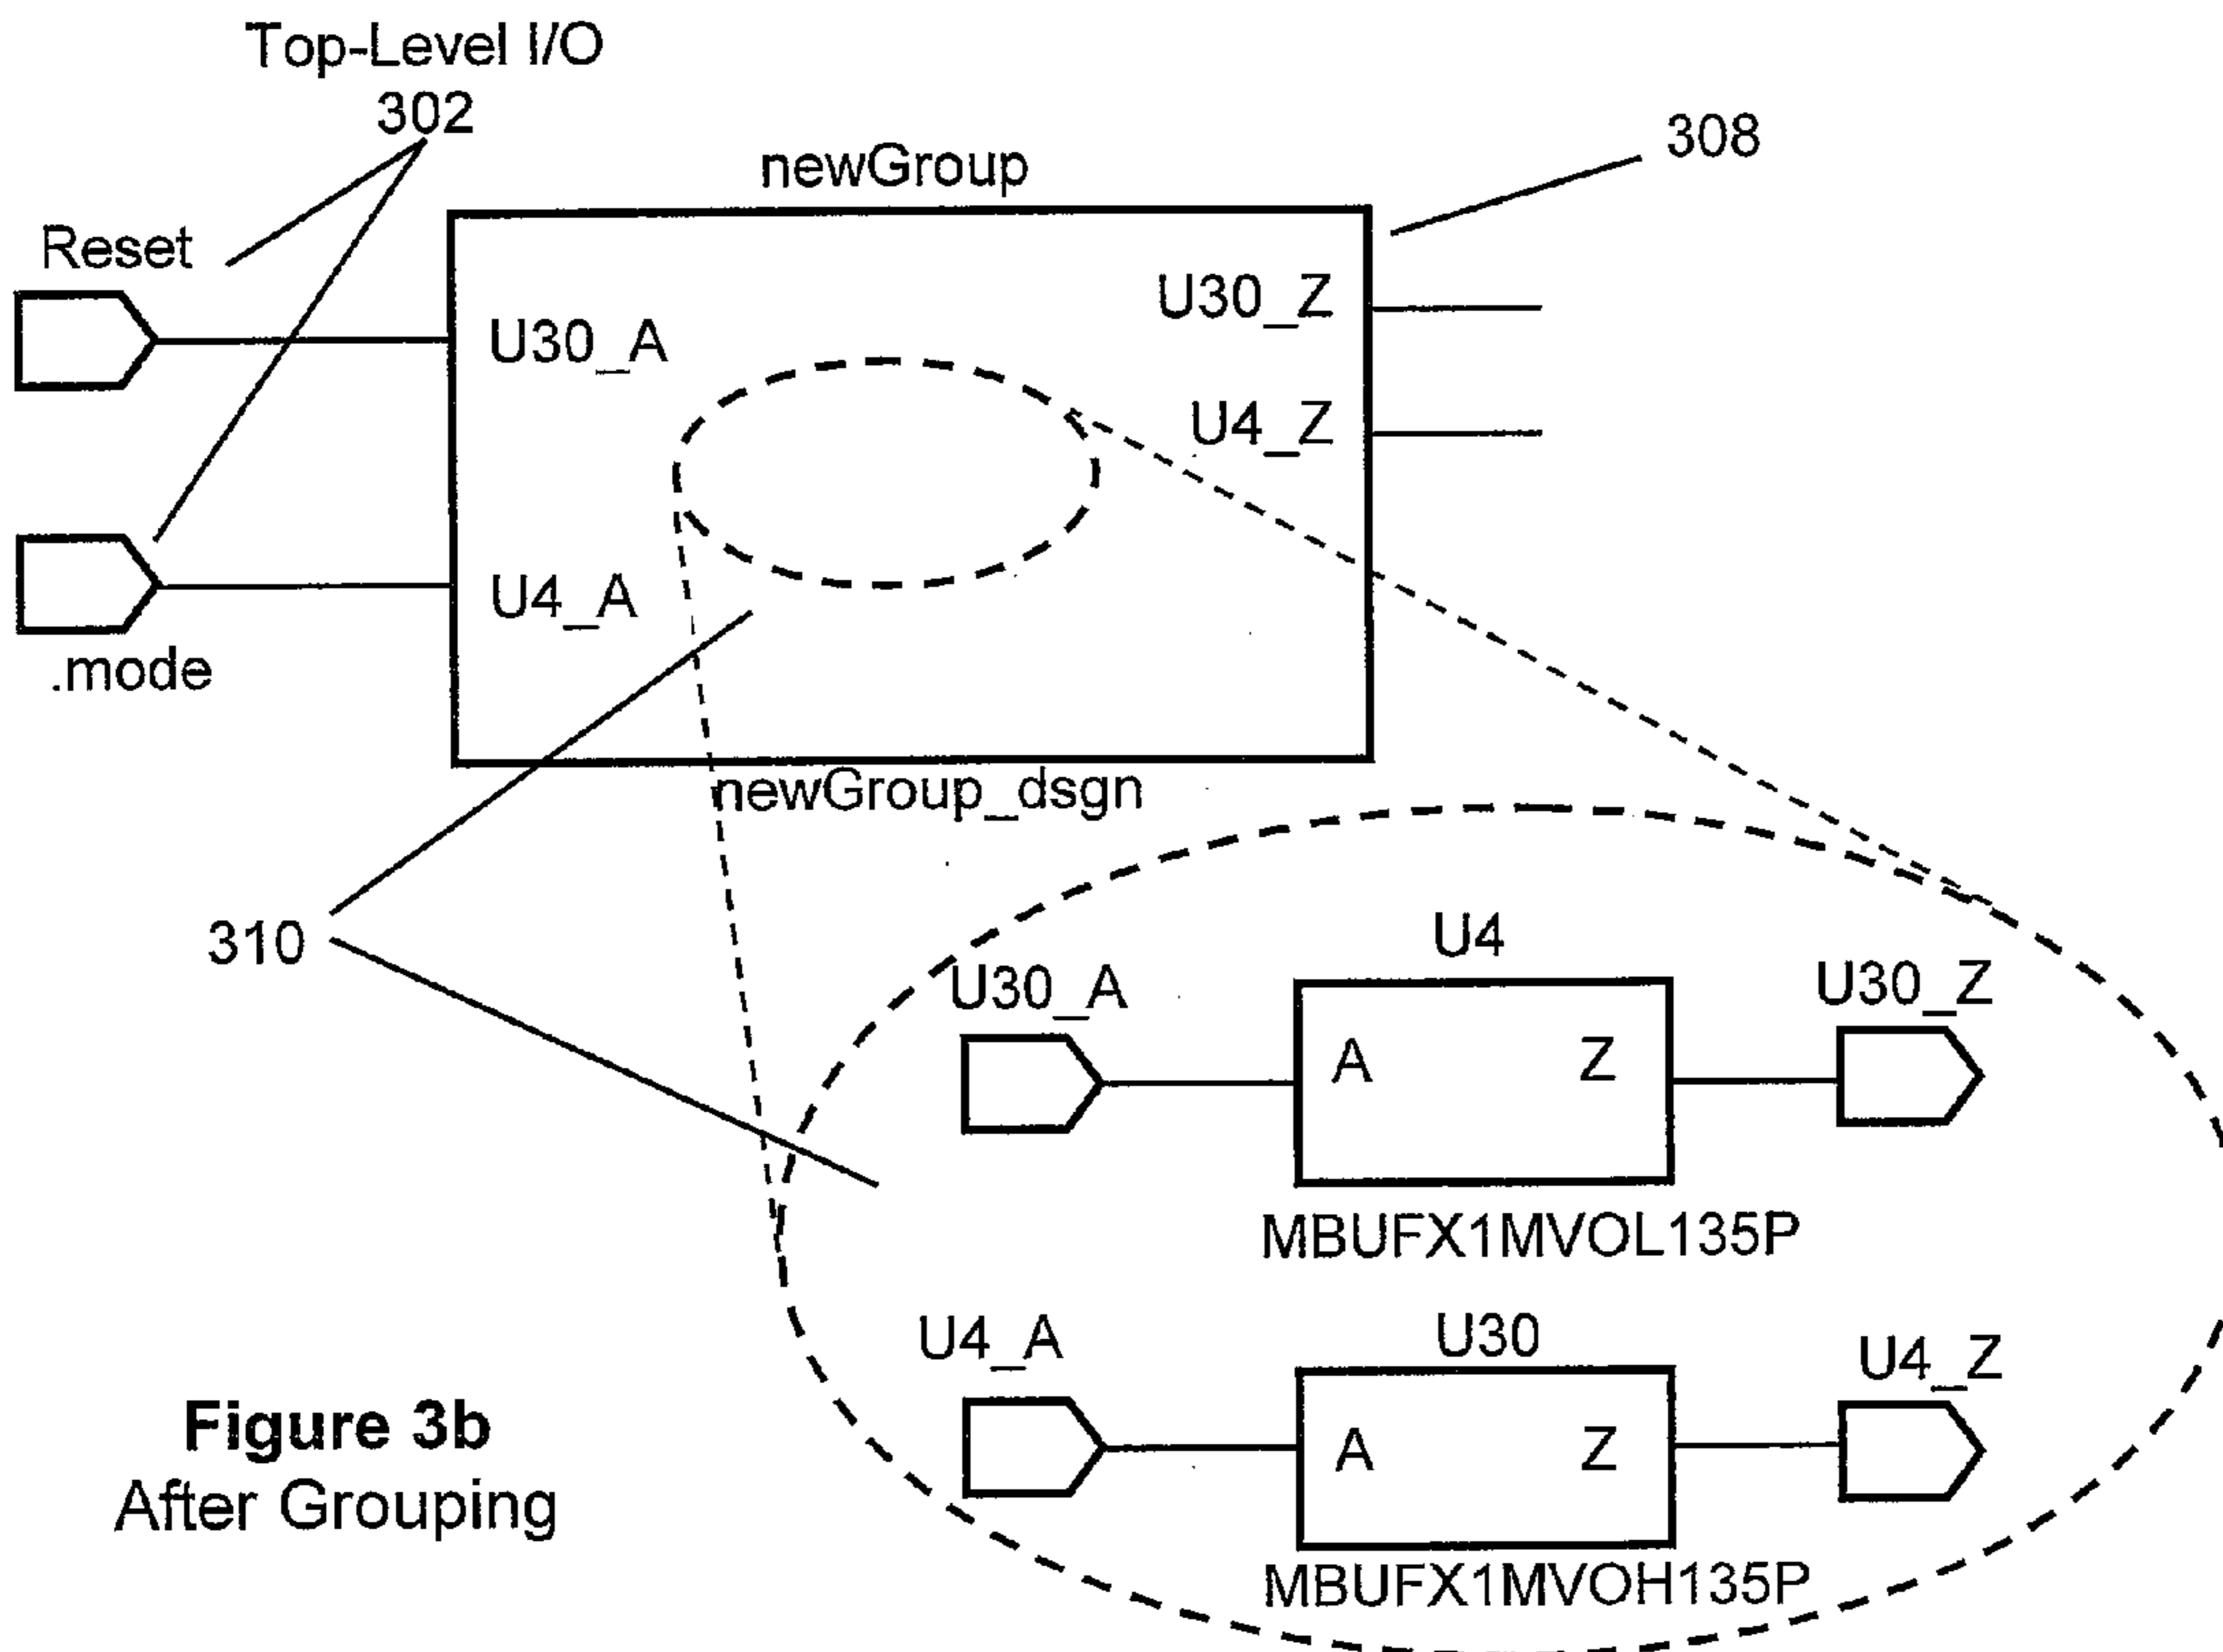 Top-Level I/O
302
308
newGroup
Reset
U30_Z
U30_A
U4_Z
U4_A
.mode
newGroup_dsgn
310
U4
U30_A
U30_Z
A
Z
MBUFX1MVOL135P
U4_A
U30
U4_Z
A
Z
MBUFX1MVOH135P
Figure 3b
After Grouping